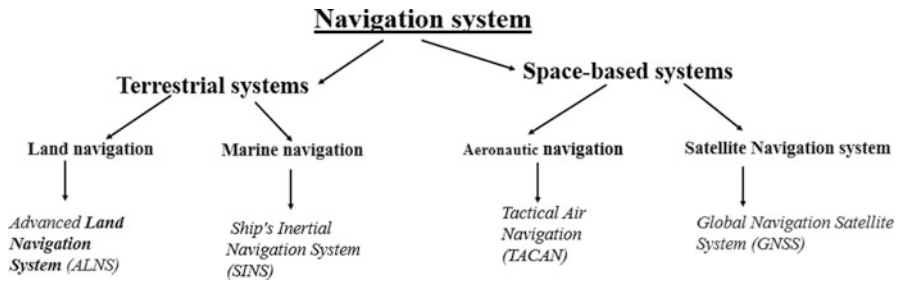 Navigation system
Terrestrial systems
Space-based systems
Land navigation
Marine navigation
Aeronautic navigation
Satellite Navigation system
Advanced Land
Navigation
System (ALNS)
Ship's Inertial
Navigation System
(SINS)
Tactical Air
Navigation
(TACAN)
Global Navigation Satellite
System (GNSS)